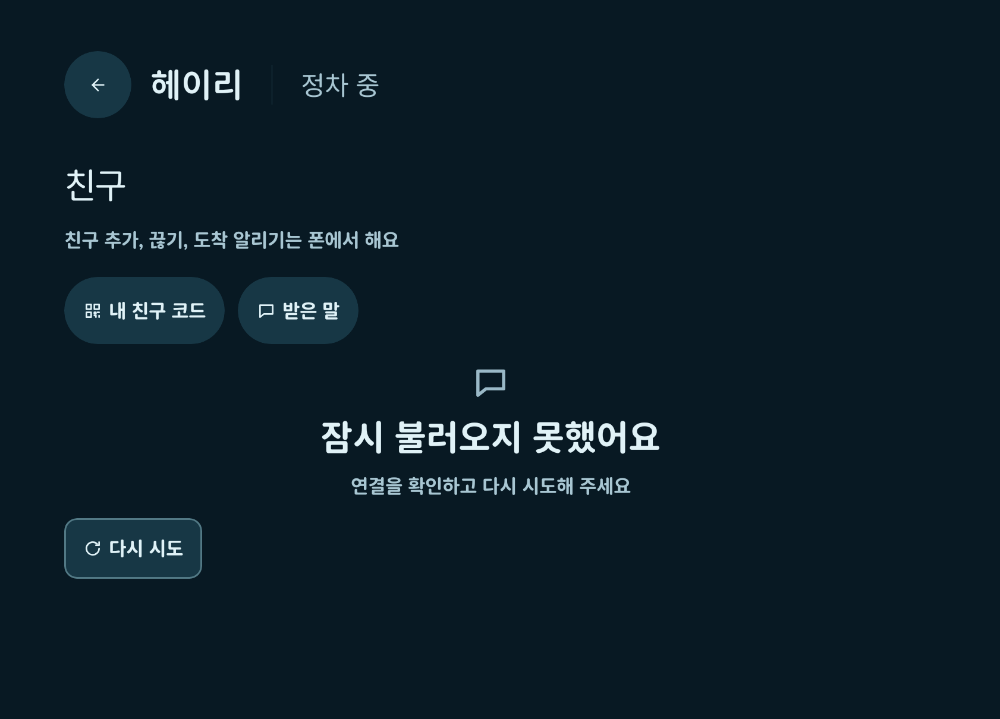 헤이리
정차 중
친구
친구 추가, 끊기, 도착 알리기는 폰에서 해요
내 친구 코드
받은 말
잠시 불러오지 못했어요
연결을 확인하고 다시 시도해 주세요
다시 시도